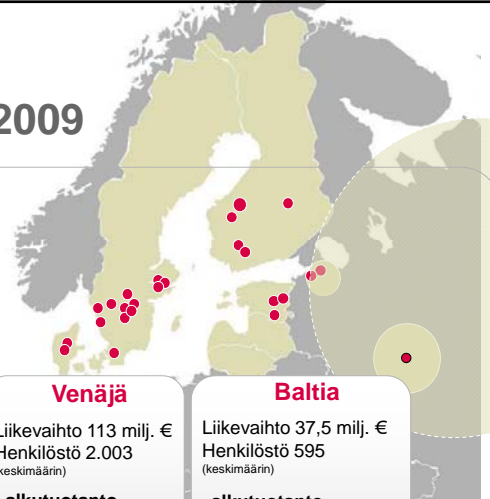 2009
Venäjä
Liikevaihto 113 milj. €
Henkilöstö 2.003
(keskimäärin)
Baltia
Liikevaihto 37,5 milj. €
Henkilöstö 595
(keskimäärin)